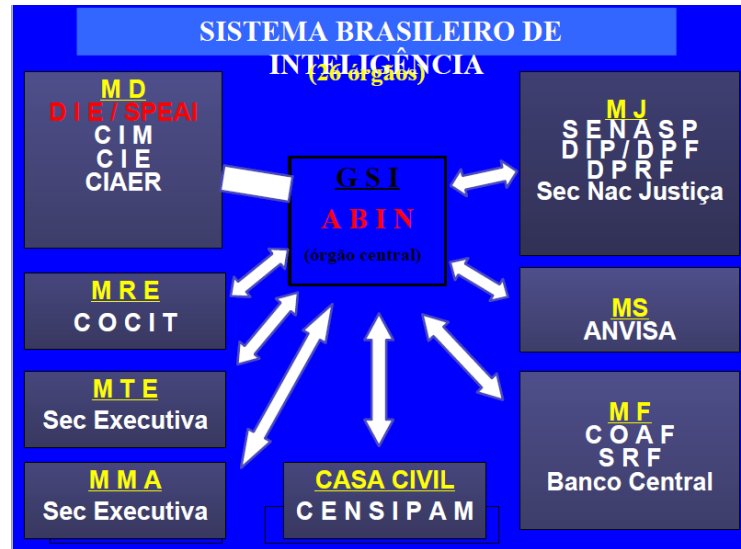 SISTEMA BRASILEIRO DE
INTELIGÊNCIA
(26 órgãos)
M D
D I E / SPEAI
C I M
C I E
CIAER
G S I
A B I N
(órgão central)
M J
S E N A S P
D I P / D P F
D P R F
Sec Nac Justiça
M R E
C O C I T
MS
ANVISA
M T E
Sec Executiva
M F
C O A F
S R F
Banco Central
M M A
Sec Executiva
CASA CIVIL
C E N S I P A M